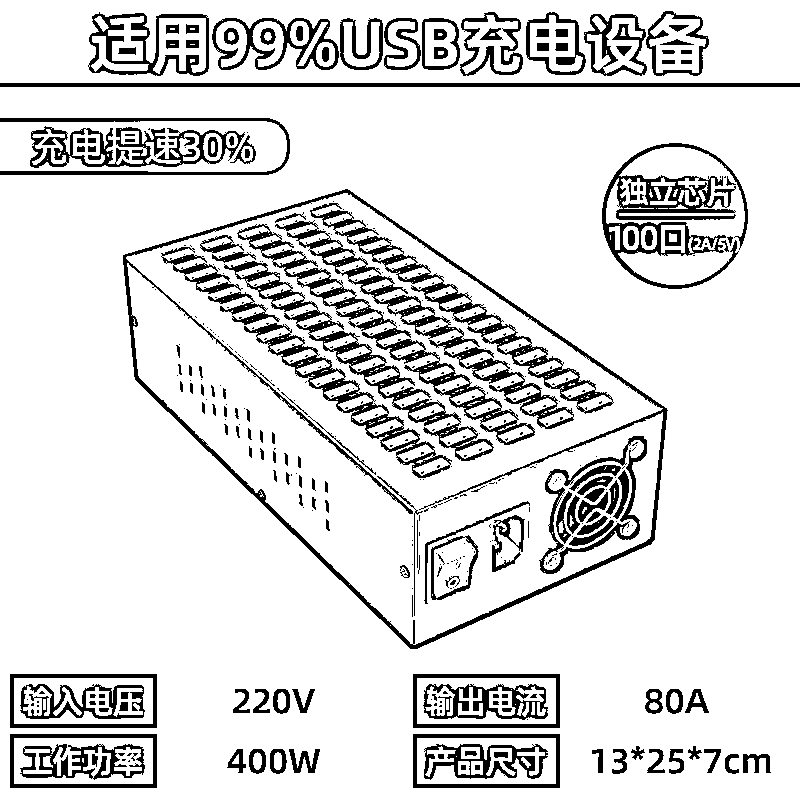 适用99%USB充电设备
充电提速30%
独立芯片
100口(2A/5V)
输入电压 220V 输出电流 80A
工作功率 400W 产品尺寸 13*25*7cm